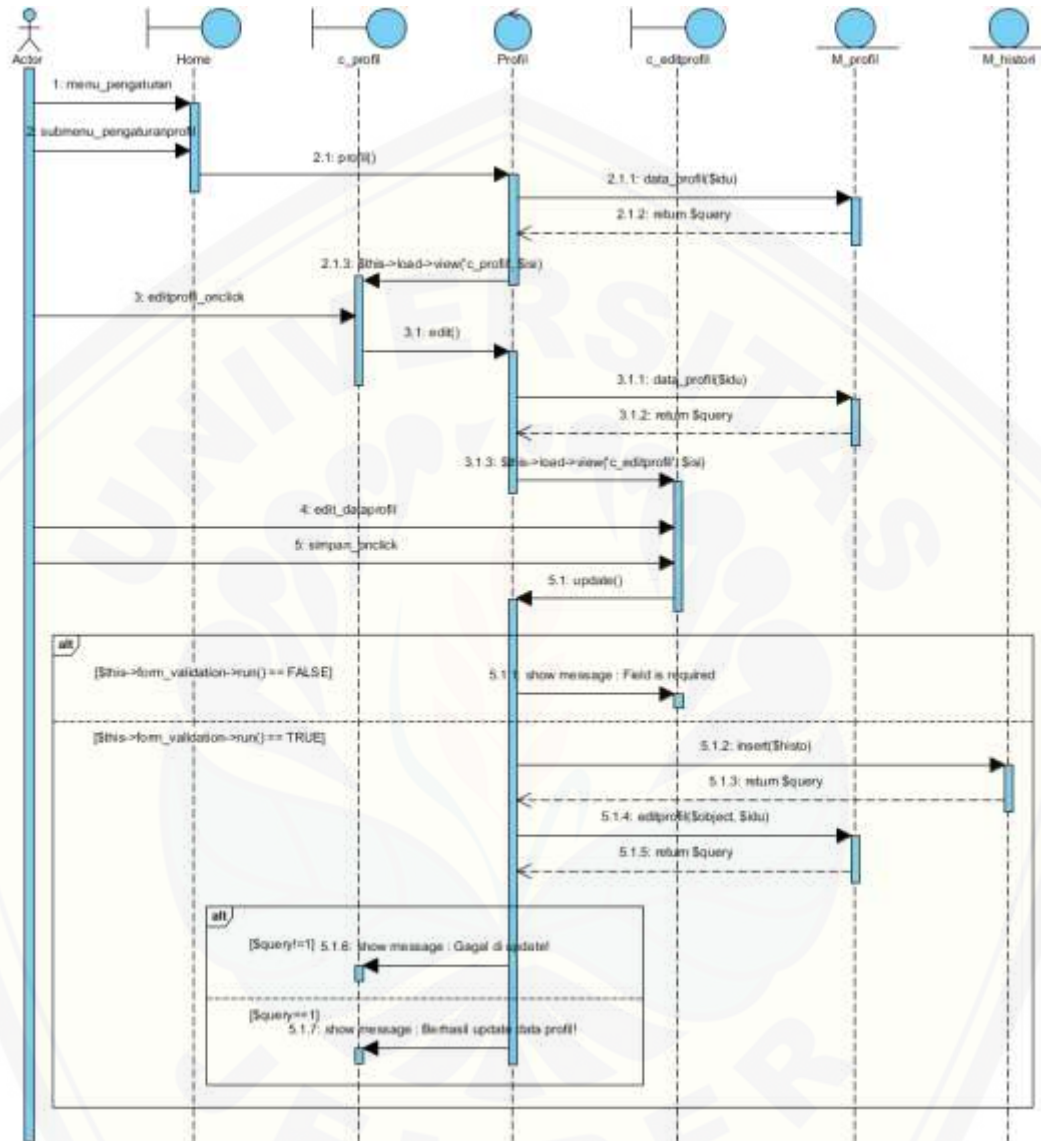 Actor
Home
c_profil
Profil
c_editprofil
M_profil
M_histori
1: menu_pengaturan
2: submenu_pengaturanprofil
2.1: profil()
2.1.1: data_profil($idu)
2.1.2: return $query
2.1.3: $this->load->view('c_profil', $isi)
3: editprofil_onclick
3.1: edit()
3.1.1: data_profil($idu)
3.1.2: return $query
3.1.3: $this->load->view('c_editprofil') $isi)
4: edit_dataprofil
5: simpan_onclick
5.1: update()
alt
[$this->form_validation->run() == FALSE]
5.1.1: show message : Field is required
[$this->form_validation->run() == TRUE]
5.1.2: insert($histo)
5.1.3: return $query
5.1.4: editprofil($object, $idu)
5.1.5: return $query
alt
[$query!=1]
5.1.6: show message : Gagal di update!
[$query==1]
5.1.7: show message : Berhasil update data profil!
UNIVERSITAS